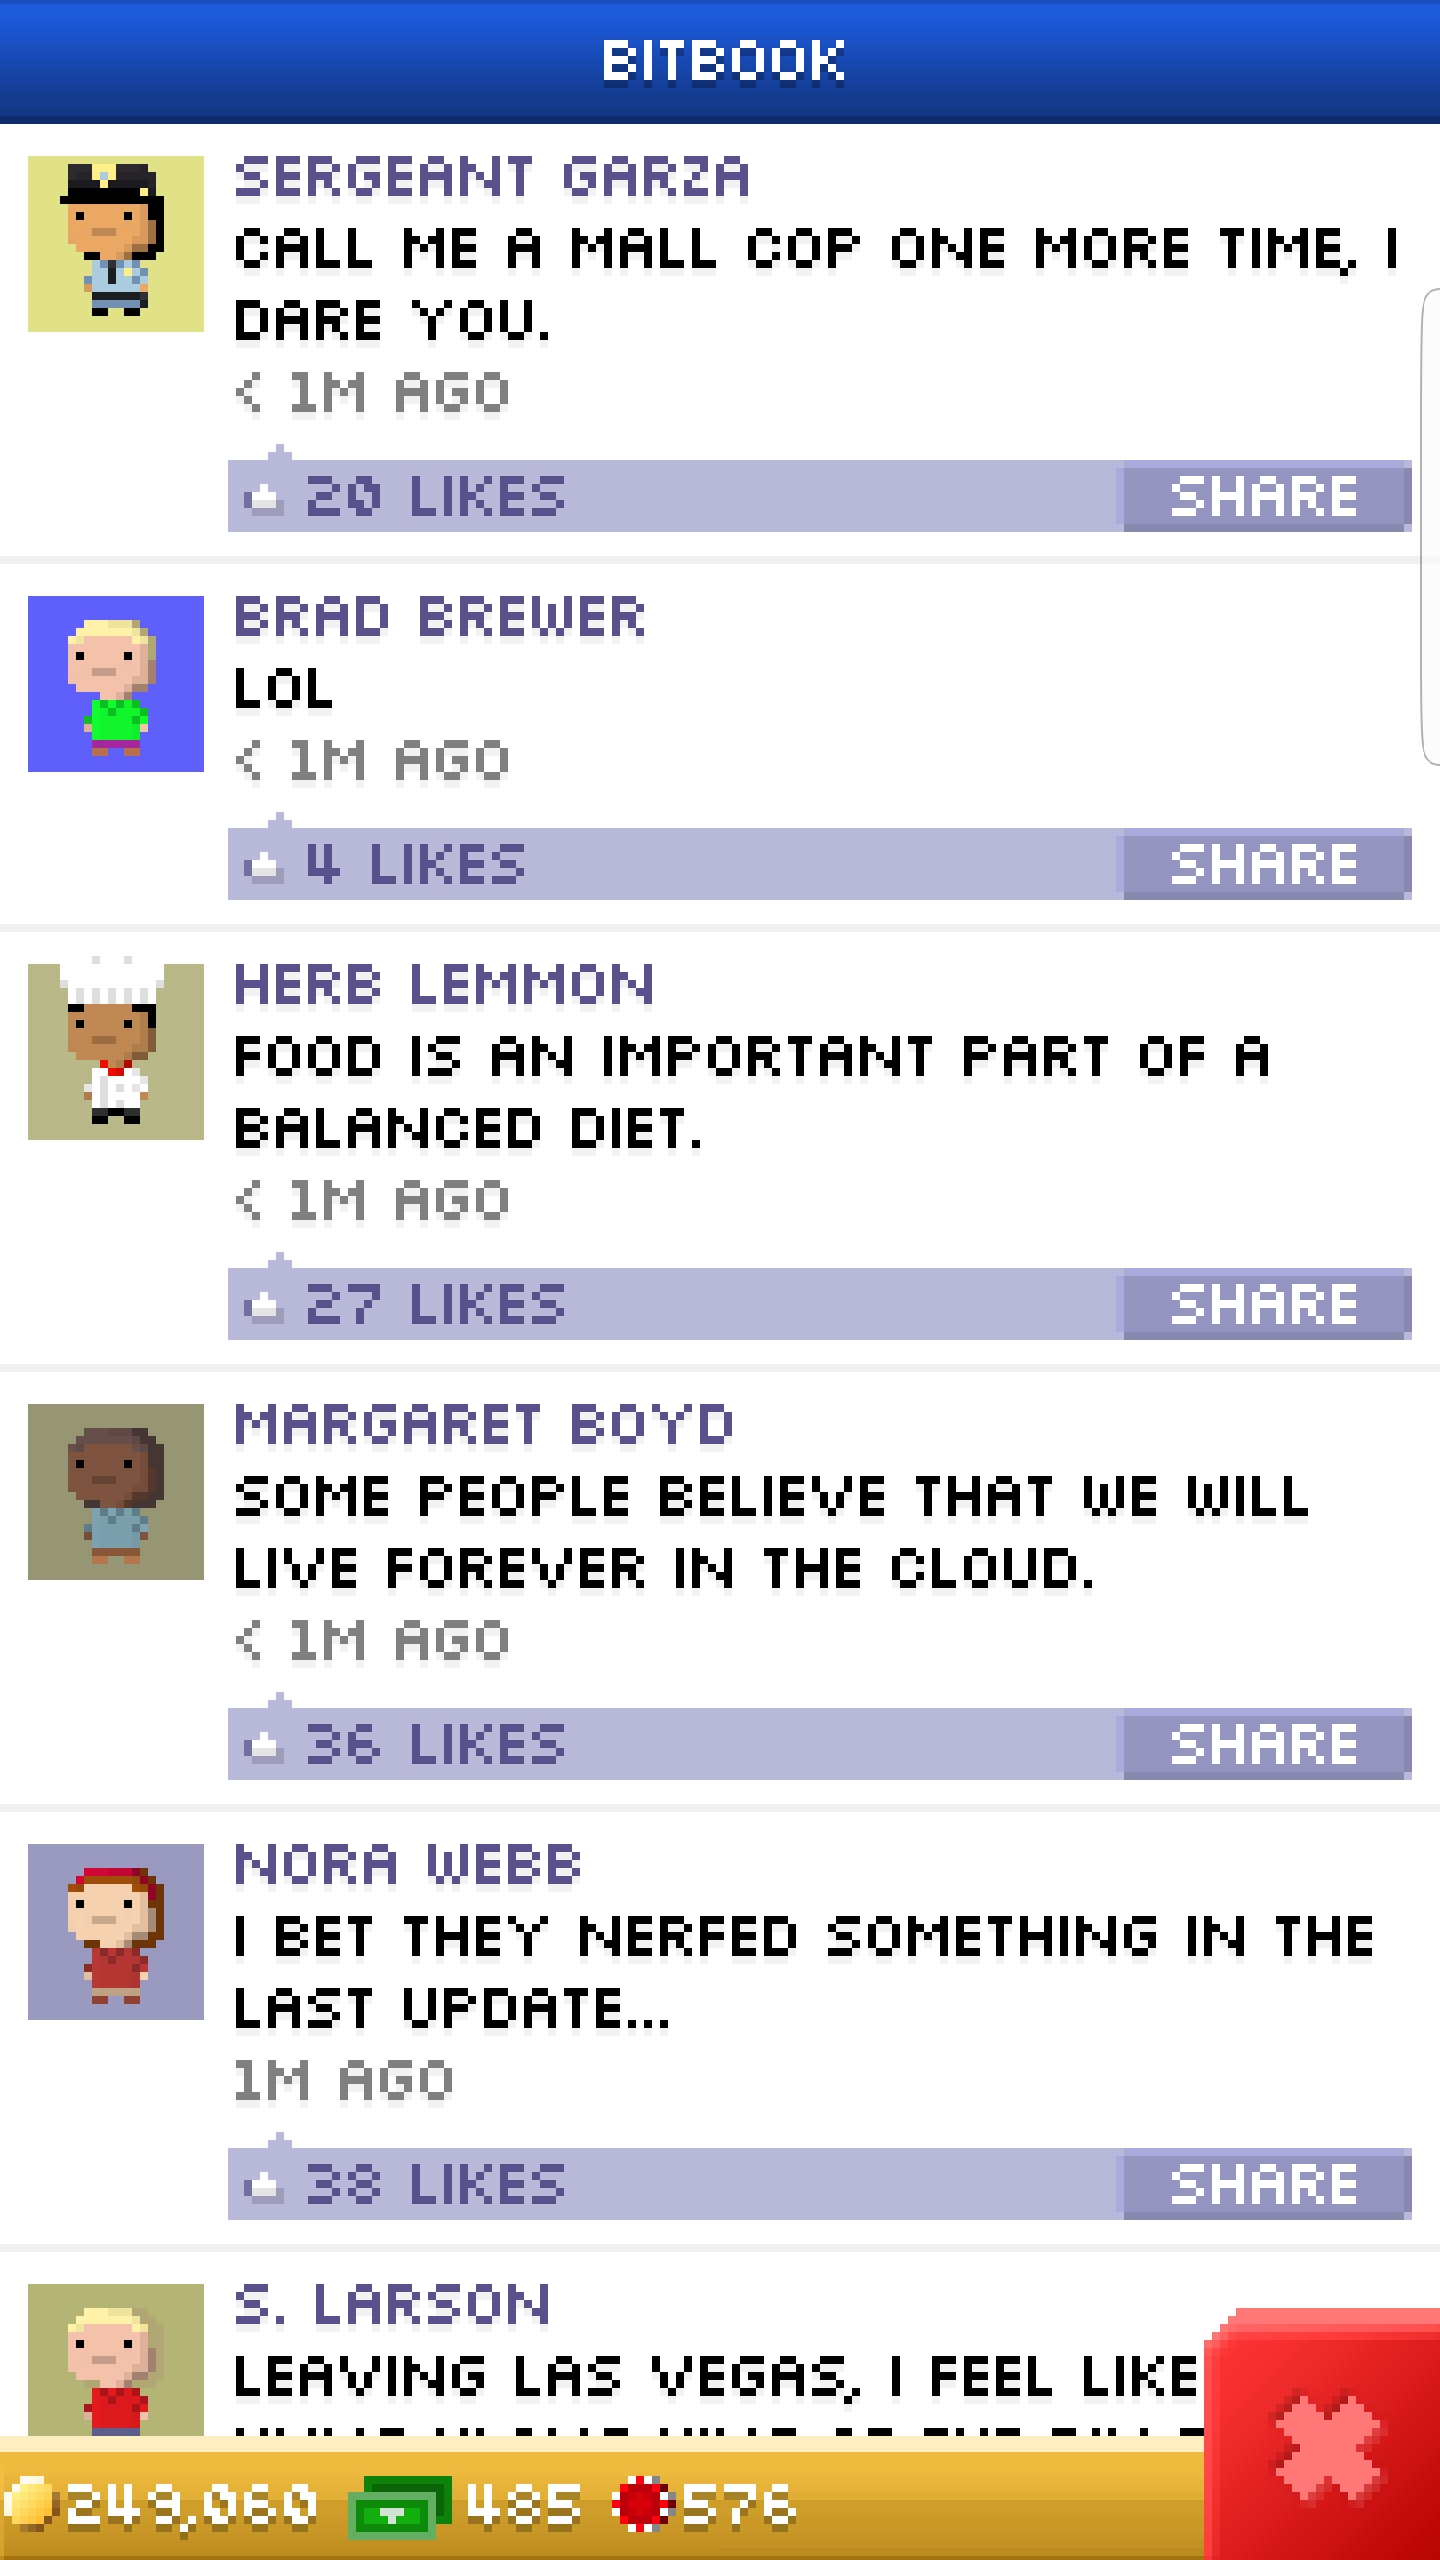 BITBOOK
SERGEANT GARZA
CALL ME A MALL COP ONE MORE TIME, I
DARE YOU.
< 1M AGO
20 LIKES SHARE
BRAD BREWER
LOL
< 1M AGO
4 LIKES SHARE
HERB LEMMON
FOOD IS AN IMPORTANT PART OF A
BALANCED DIET.
< 1M AGO
27 LIKES SHARE
MARGARET BOYD
SOME PEOPLE BELIEVE THAT WE WILL
LIVE FOREVER IN THE CLOUD.
< 1M AGO
36 LIKES SHARE
NORA WEBB
I BET THEY NERFED SOMETHING IN THE
LAST UPDATE...
1M AGO
38 LIKES SHARE
S. LARSON
LEAVING LAS VEGAS, I FEEL LIKE
249,060 485 576